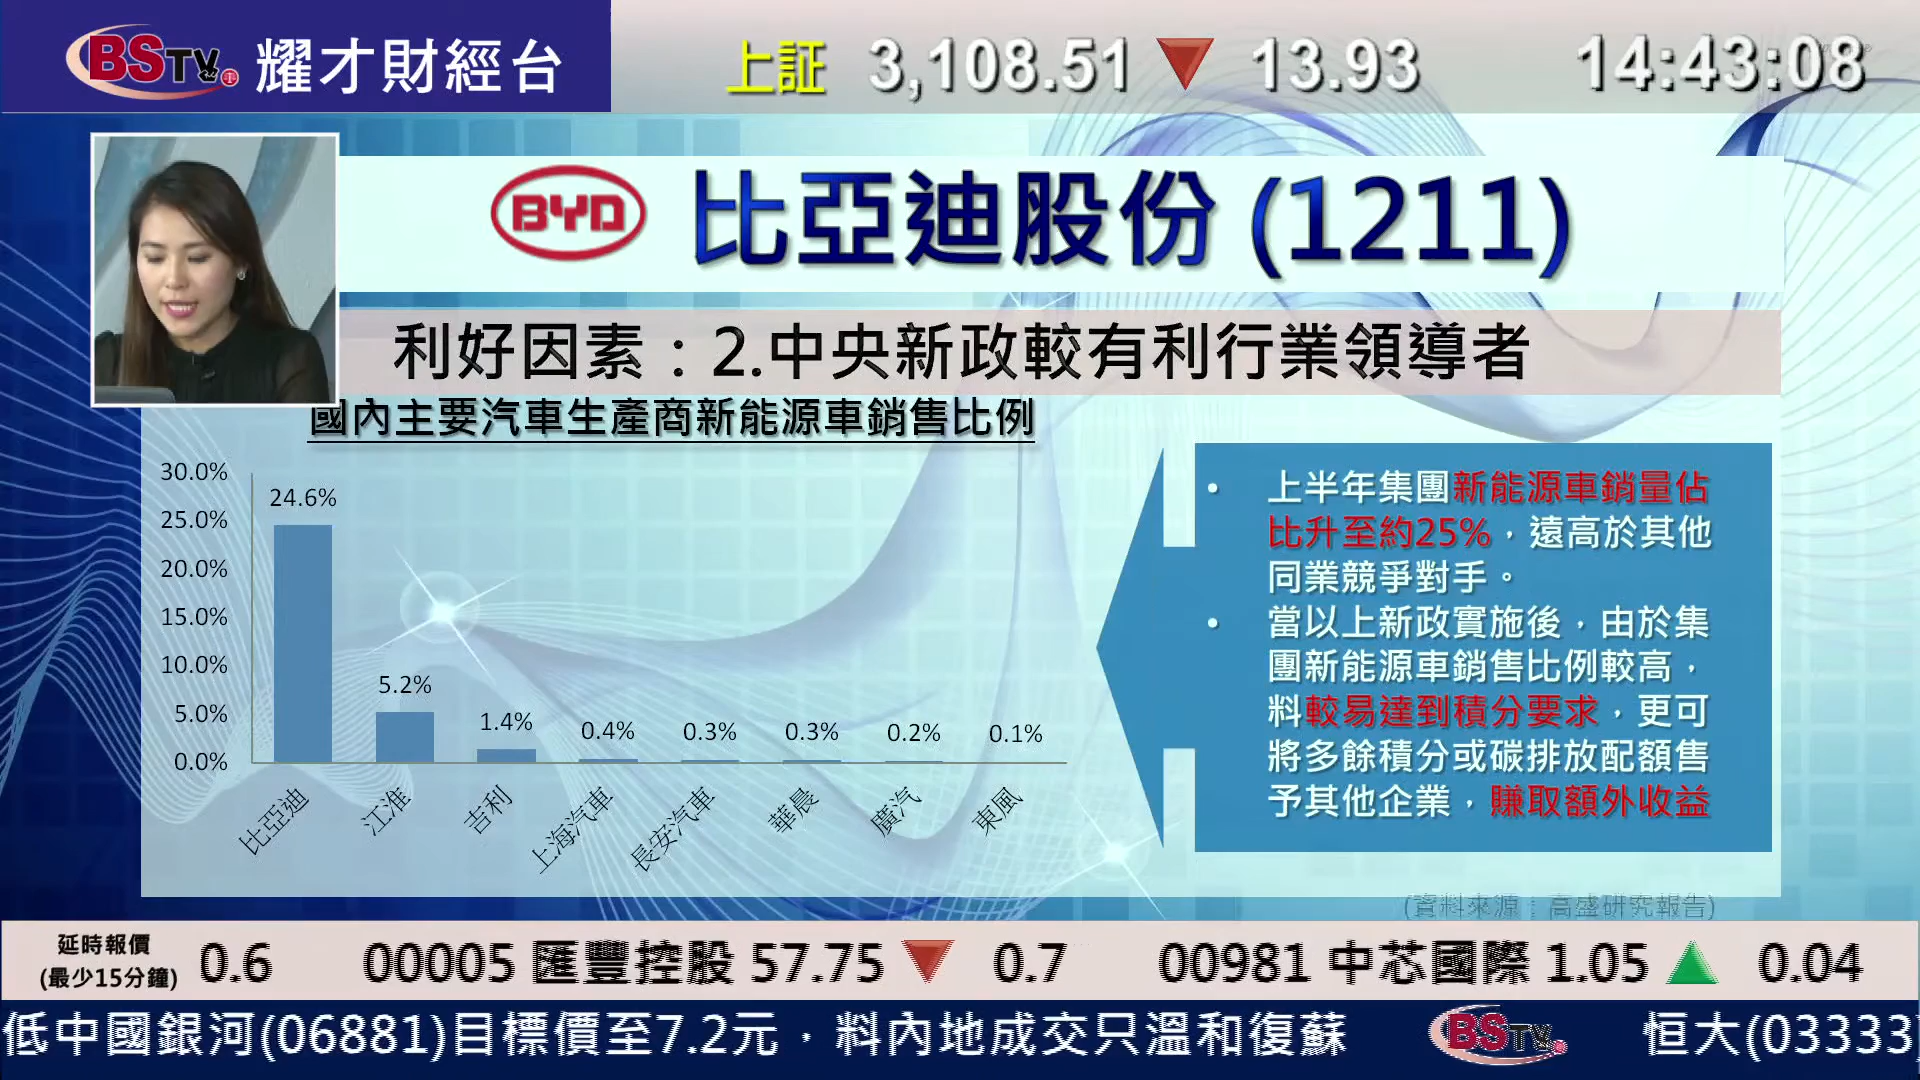 BSTV 耀才財經台
上証 3,108.51 ▼ 13.93 14:43:08
BYD 比亞迪股份 (1211)
利好因素：2.中央新政較有利行業領導者
國內主要汽車生產商新能源車銷售比例
30.0%
25.0%
20.0%
15.0%
10.0%
5.0%
0.0%
24.6%
5.2%
1.4%
0.4%
0.3%
0.3%
0.2%
0.1%
比亞迪
江淮
吉利
上海汽車
長安汽車
華晨
廣汽
東風
• 上半年集團新能源車銷量佔
比升至約25%，遠高於其他
同業競爭對手。
• 當以上新政實施後，由於集
團新能源車銷售比例較高，
料較易達到積分要求，更可
將多餘積分或碳排放配額售
予其他企業，賺取額外收益
(資料來源：高盛研究報告)
延時報價
(最少15分鐘)
0.6 00005 匯豐控股 57.75 ▼ 0.7 00981 中芯國際 1.05 ▲ 0.04
低中國銀河(06881)目標價至7.2元，料內地成交只溫和復蘇 BSTV 恒大(03333)